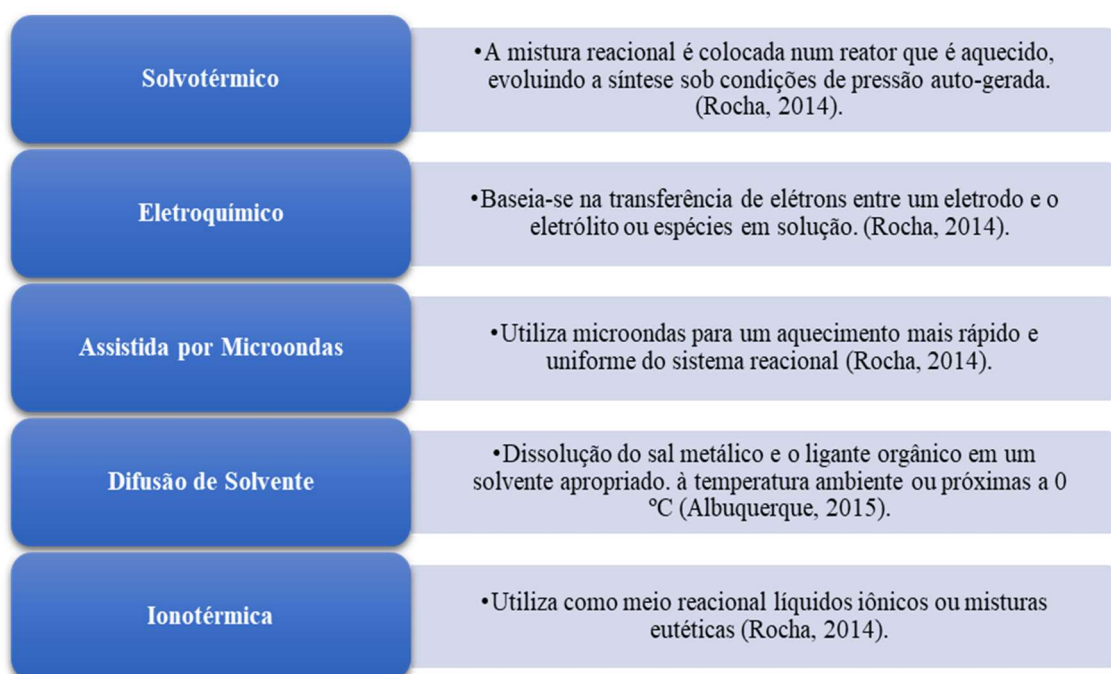 Solvotérmico
•A mistura reacional é colocada num reator que é aquecido,
evoluindo a síntese sob condições de pressão auto-gerada.
(Rocha, 2014).
Eletroquímico
•Baseia-se na transferência de elétrons entre um eletrodo e o
eletrólito ou espécies em solução. (Rocha, 2014).
Assistida por Microondas
•Utiliza microondas para um aquecimento mais rápido e
uniforme do sistema reacional (Rocha, 2014).
Difusão de Solvente
•Dissolução do sal metálico e o ligante orgânico em um
solvente apropriado. à temperatura ambiente ou próximas a 0
ºC (Albuquerque, 2015).
Ionotérmica
•Utiliza como meio reacional líquidos iônicos ou misturas
eutéticas (Rocha, 2014).